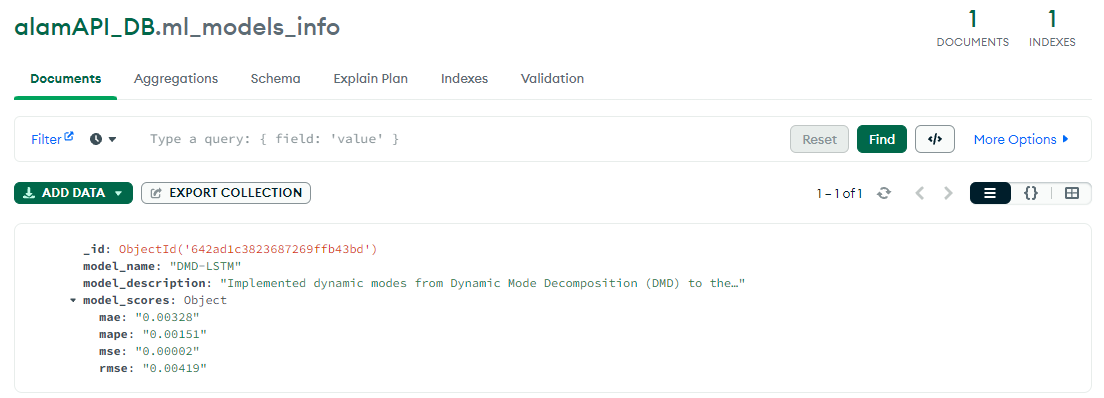 alamAPI_DB.ml_models_info
1 DOCUMENTS 1 INDEXES
Documents Aggregations Schema Explain Plan Indexes Validation
Filter Type a query: { field: 'value' } Reset Find </> More Options
ADD DATA EXPORT COLLECTION 1 – 1 of 1 {}
_id: ObjectId('642ad1c3823687269ffb43bd')
model_name: "DMD-LSTM"
model_description: "Implemented dynamic modes from Dynamic Mode Decomposition (DMD) to the…"
model_scores: Object
mae: "0.00328"
mape: "0.00151"
mse: "0.00002"
rmse: "0.00419"